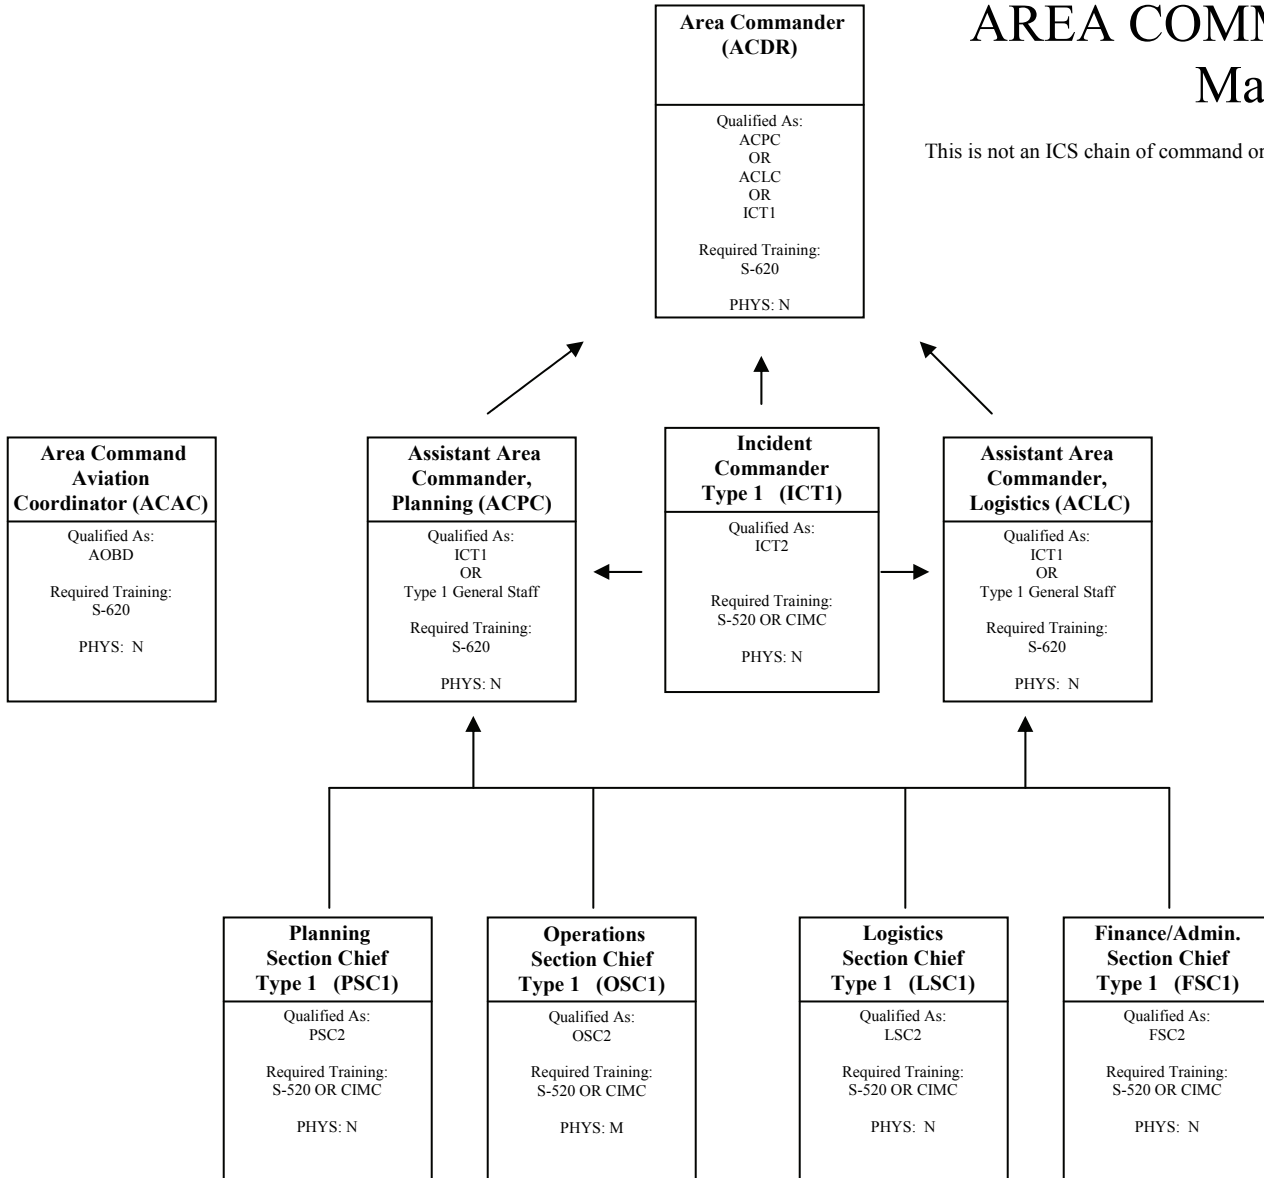 Area Commander
(ACDR)
Qualified As:
ACPC
OR
ACLC
OR
ICT1
Required Training:
S-620
PHYS: N
AREA COMM
Ma
This is not an ICS chain of command or
Area Command
Aviation
Coordinator (ACAC)
Qualified As:
AOBD
Required Training:
S-620
PHYS: N
Assistant Area
Commander,
Planning (ACPC)
Qualified As:
ICT1
OR
Type 1 General Staff
Required Training:
S-620
PHYS: N
Incident
Commander
Type 1 (ICT1)
Qualified As:
ICT2
Required Training:
S-520 OR CIMC
PHYS: N
Assistant Area
Commander,
Logistics (ACLC)
Qualified As:
ICT1
OR
Type 1 General Staff
Required Training:
S-620
PHYS: N
Planning
Section Chief
Type 1 (PSC1)
Qualified As:
PSC2
Required Training:
S-520 OR CIMC
PHYS: N
Operations
Section Chief
Type 1 (OSC1)
Qualified As:
OSC2
Required Training:
S-520 OR CIMC
PHYS: M
Logistics
Section Chief
Type 1 (LSC1)
Qualified As:
LSC2
Required Training:
S-520 OR CIMC
PHYS: N
Finance/Admin.
Section Chief
Type 1 (FSC1)
Qualified As:
FSC2
Required Training:
S-520 OR CIMC
PHYS: N